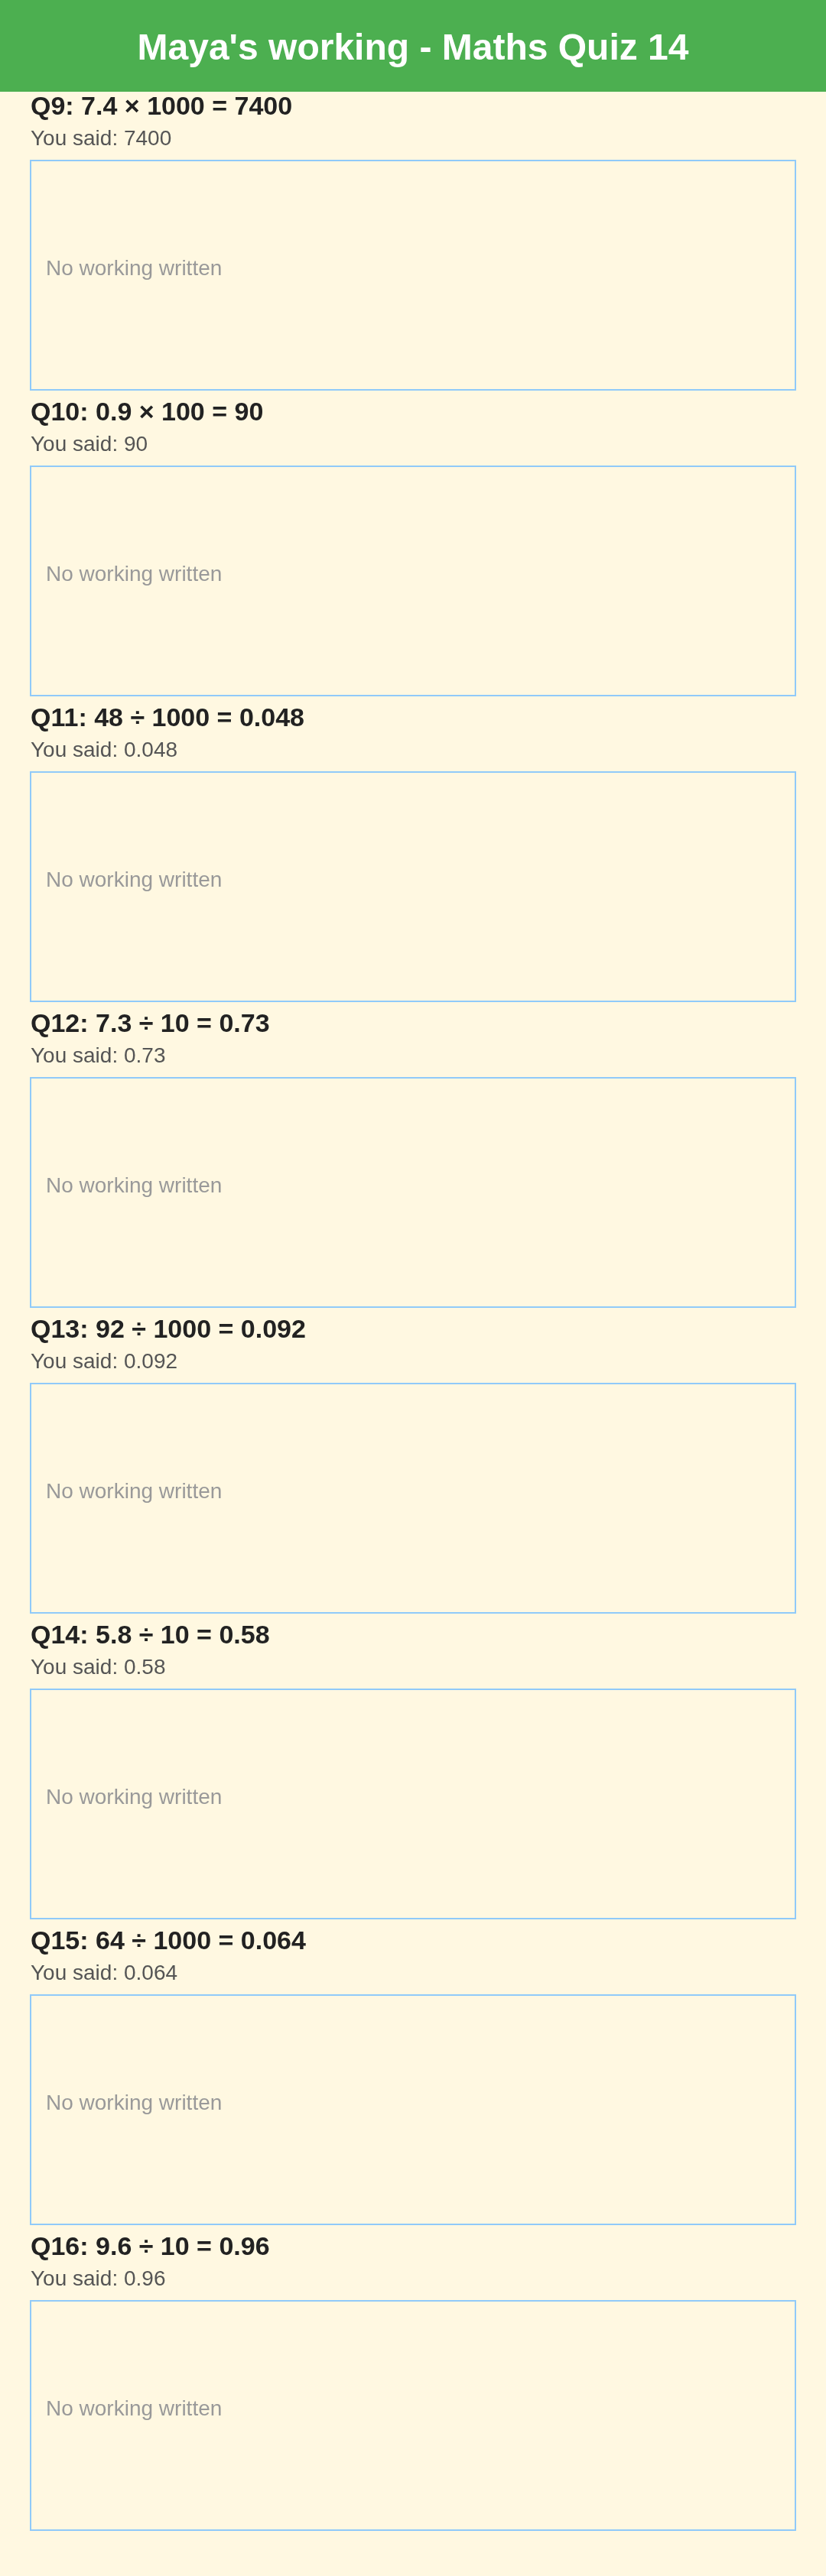 Maya's working - Maths Quiz 14
Q9: 7.4 × 1000 = 7400
You said: 7400
No working written
Q10: 0.9 × 100 = 90
You said: 90
No working written
Q11: 48 ÷ 1000 = 0.048
You said: 0.048
No working written
Q12: 7.3 ÷ 10 = 0.73
You said: 0.73
No working written
Q13: 92 ÷ 1000 = 0.092
You said: 0.092
No working written
Q14: 5.8 ÷ 10 = 0.58
You said: 0.58
No working written
Q15: 64 ÷ 1000 = 0.064
You said: 0.064
No working written
Q16: 9.6 ÷ 10 = 0.96
You said: 0.96
No working written